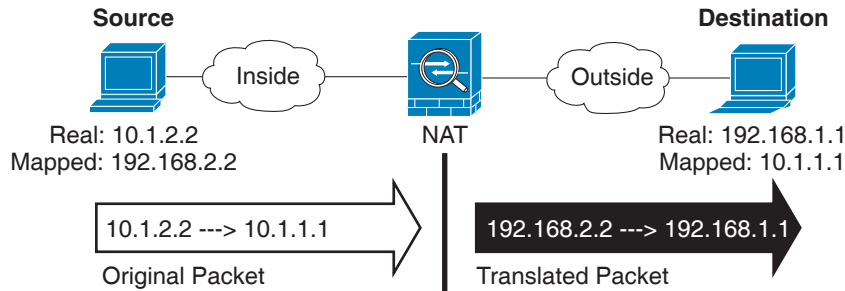 Source
Destination
Inside
Outside
Real: 10.1.2.2
Mapped: 192.168.2.2
NAT
Real: 192.168.1.1
Mapped: 10.1.1.1
10.1.2.2 ---> 10.1.1.1
192.168.2.2 ---> 192.168.1.1
Original Packet
Translated Packet